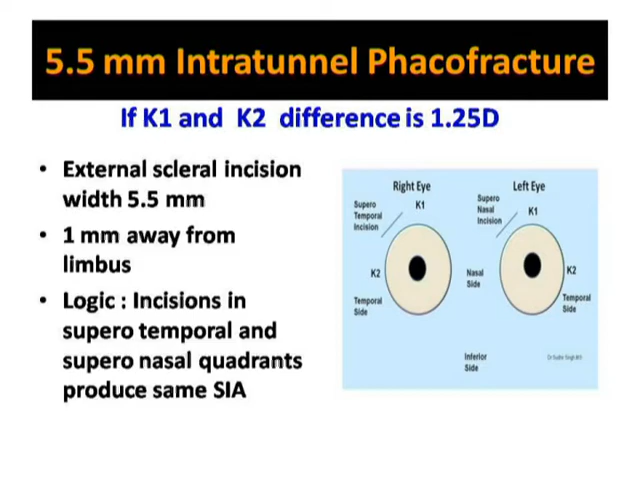 5.5 mm Intratunnel Phacofracture
If K1 and K2 difference is 1.25D
• External scleral incision
width 5.5 mm
• 1 mm away from
limbus
• Logic : Incisions in
supero temporal and
supero nasal quadrants
produce same SIA
Right Eye
Supero
Temporal
Incision
K1
K2
Temporal
Side
Left Eye
Supero
Nasal
Incision
K1
Nasal
Side
K2
Temporal
Side
Inferior
Side